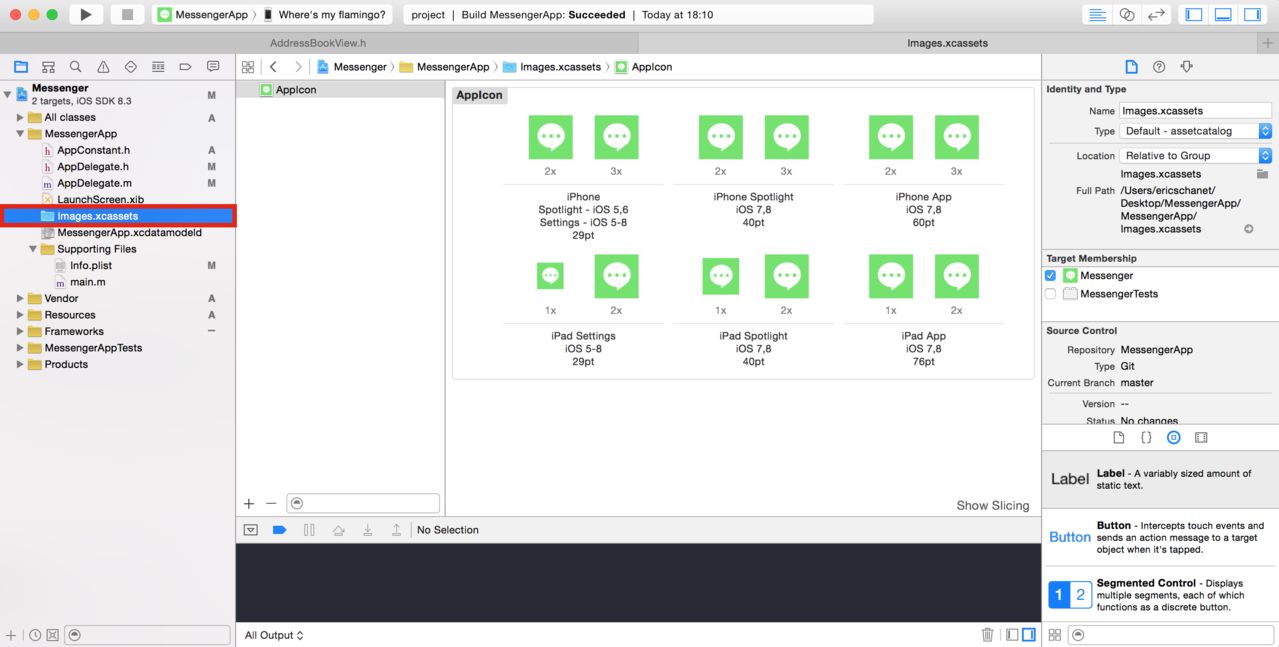 MessengerApp
Where's my flamingo?
project | Build MessengerApp: Succeeded | Today at 18:10
AddressBookView.h
Images.xcassets
Messenger
MessengerApp
Images.xcassets
AppIcon
Messenger
2 targets, iOS SDK 8.3
M
All classes
A
MessengerApp
AppConstant.h
A
AppDelegate.h
M
AppDelegate.m
M
LaunchScreen.xib
Images.xcassets
MessengerApp.xcdatamodeld
Supporting Files
Info.plist
M
main.m
Vendor
A
Resources
A
Frameworks
MessengerAppTests
Products
AppIcon
AppIcon
2x
3x
2x
3x
2x
3x
iPhone
Spotlight - iOS 5,6
Settings - iOS 5-8
29pt
iPhone Spotlight
iOS 7,8
40pt
iPhone App
iOS 7,8
60pt
1x
2x
1x
2x
1x
2x
iPad Settings
iOS 5-8
29pt
iPad Spotlight
iOS 7,8
40pt
iPad App
iOS 7,8
76pt
Show Slicing
No Selection
All Output
Identity and Type
Name Images.xcassets
Type Default - assetcatalog
Location Relative to Group
Images.xcassets
Full Path /Users/ericschanet/
Desktop/MessengerApp/
MessengerApp/
Images.xcassets
Target Membership
Messenger
MessengerTests
Source Control
Repository MessengerApp
Type Git
Current Branch master
Version --
Status No changes
Label
Label - A variably sized amount of
static text.
Button
Button - Intercepts touch events and
sends an action message to a target
object when it's tapped.
1 2
Segmented Control - Displays
multiple segments, each of which
functions as a discrete button.